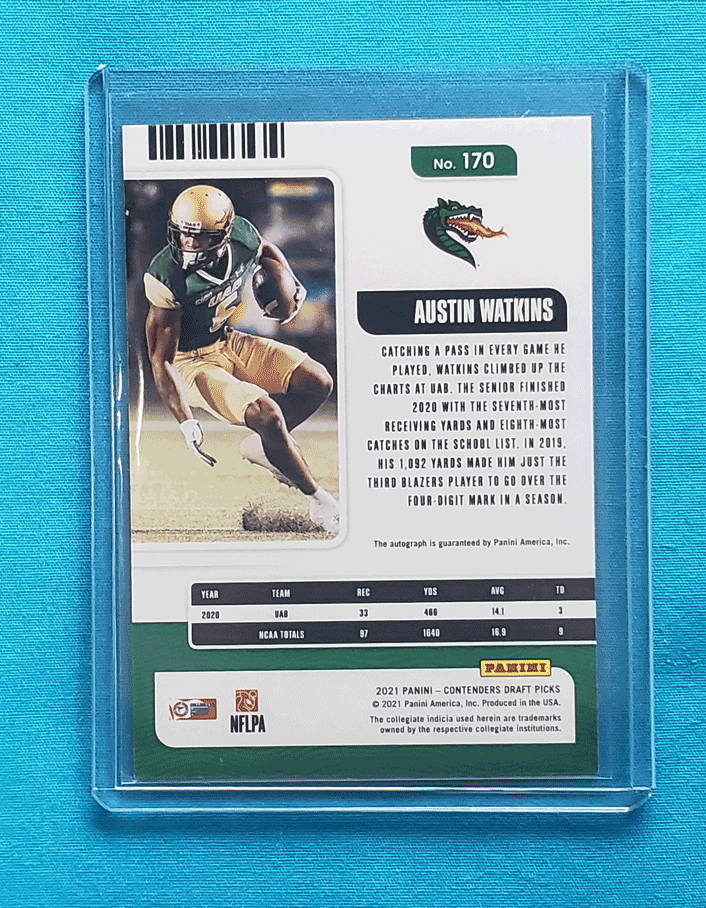 No. 170
UAB
AUSTIN WATKINS
CATCHING A PASS IN EVERY GAME HE
PLAYED, WATKINS CLIMBED UP THE
CHARTS AT UAB. THE SENIOR FINISHED
2020 WITH THE SEVENTH-MOST
RECEIVING YARDS AND EIGHTH-MOST
CATCHES ON THE SCHOOL LIST. IN 2019,
HIS 1,092 YARDS MADE HIM JUST THE
THIRD BLAZERS PLAYER TO GO OVER THE
FOUR-DIGIT MARK IN A SEASON.
The autograph is guaranteed by Panini America, Inc.
YEAR TEAM REC YDS AVG TD
2020 UAB 33 466 14.1 3
NCAA TOTALS 97 1640 16.9 9
PANINI
2021 PANINI – CONTENDERS DRAFT PICKS
© 2021 Panini America, Inc. Produced in the USA.
The collegiate indicia used herein are trademarks
owned by the respective collegiate institutions.
NFLPA